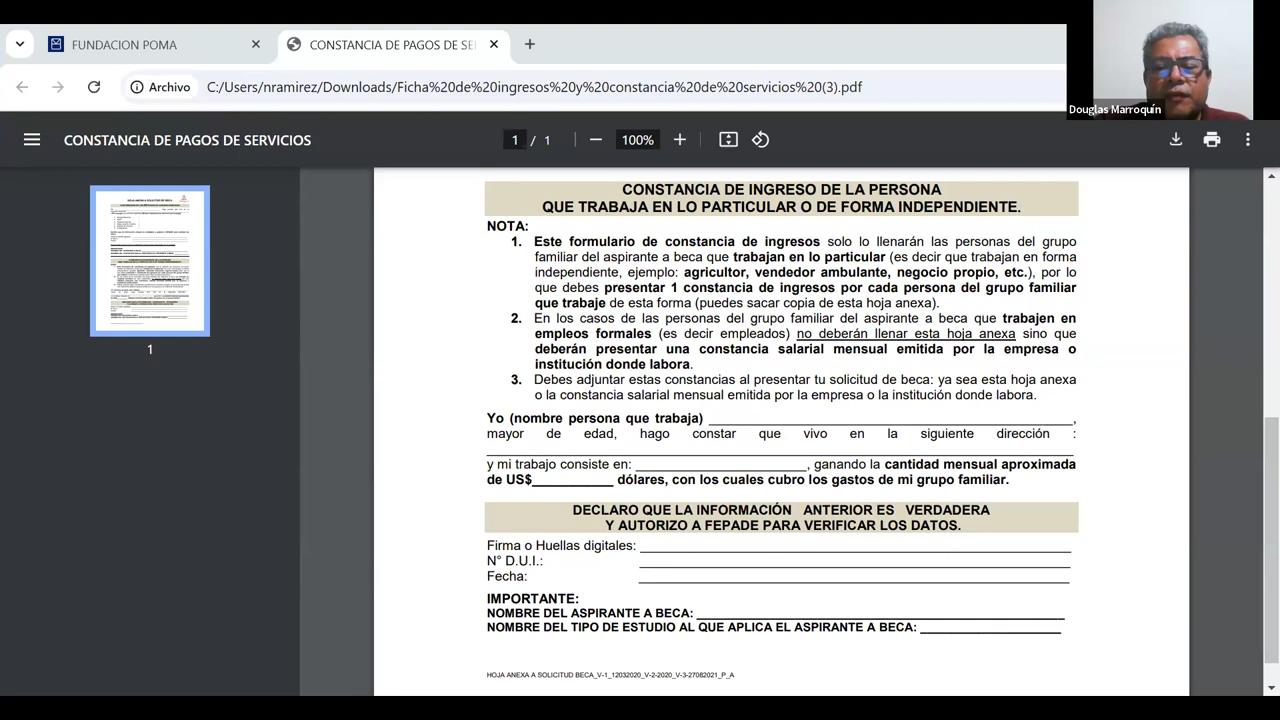 FUNDACION POMA
CONSTANCIA DE PAGOS DE SE
Archivo
C:/Users/nramirez/Downloads/Ficha%20de%20ingresos%20y%20constancia%20de%20servicios%20(3).pdf
Douglas Marroquín
CONSTANCIA DE PAGOS DE SERVICIOS
1 / 1
100%
1
CONSTANCIA DE INGRESO DE LA PERSONA
QUE TRABAJA EN LO PARTICULAR O DE FORMA INDEPENDIENTE.
NOTA:
1. Este formulario de constancia de ingresos sólo lo llenarán las personas del grupo
familiar del aspirante a beca que trabajan en lo particular (es decir que trabajan en forma
independiente, ejemplo: agricultor, vendedor ambulante, negocio propio, etc.), por lo
que debes presentar 1 constancia de ingresos por cada persona del grupo familiar
que trabaje de esta forma (puedes sacar copia de esta hoja anexa).
2. En los casos de las personas del grupo familiar del aspirante a beca que trabajen en
empleos formales (es decir empleados) no deberán llenar esta hoja anexa sino que
deberán presentar una constancia salarial mensual emitida por la empresa o
institución donde labora.
3. Debes adjuntar estas constancias al presentar tu solicitud de beca: ya sea esta hoja anexa
o la constancia salarial mensual emitida por la empresa o la institución donde labora.
Yo (nombre persona que trabaja) ,
mayor de edad, hago constar que vivo en la siguiente dirección :
y mi trabajo consiste en: , ganando la cantidad mensual aproximada
de US$ dólares, con los cuales cubro los gastos de mi grupo familiar.
DECLARO QUE LA INFORMACIÓN ANTERIOR ES VERDADERA
Y AUTORIZO A FEPADE PARA VERIFICAR LOS DATOS.
Firma o Huellas digitales:
N° D.U.I.:
Fecha:
IMPORTANTE:
NOMBRE DEL ASPIRANTE A BECA:
NOMBRE DEL TIPO DE ESTUDIO AL QUE APLICA EL ASPIRANTE A BECA:
HOJA ANEXA A SOLICITUD BECA_V-1_12032020_V-2-2020_V-3-27082021_P_A